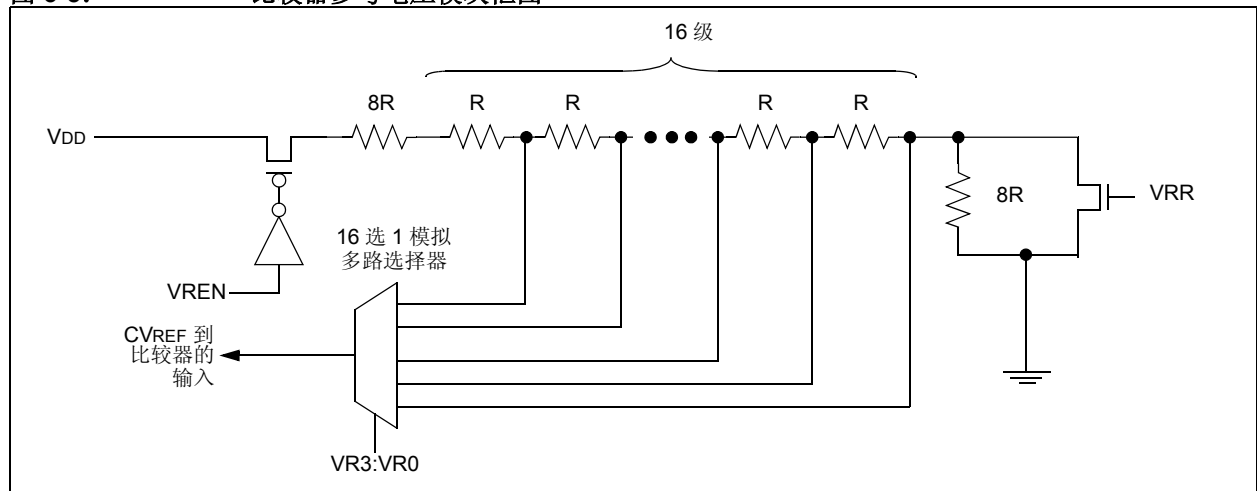 16 级
8R
R
R
R
R
VDD
8R
VRR
16 选 1 模拟
多路选择器
VREN
CVREF 到
比较器的
输入
VR3:VR0